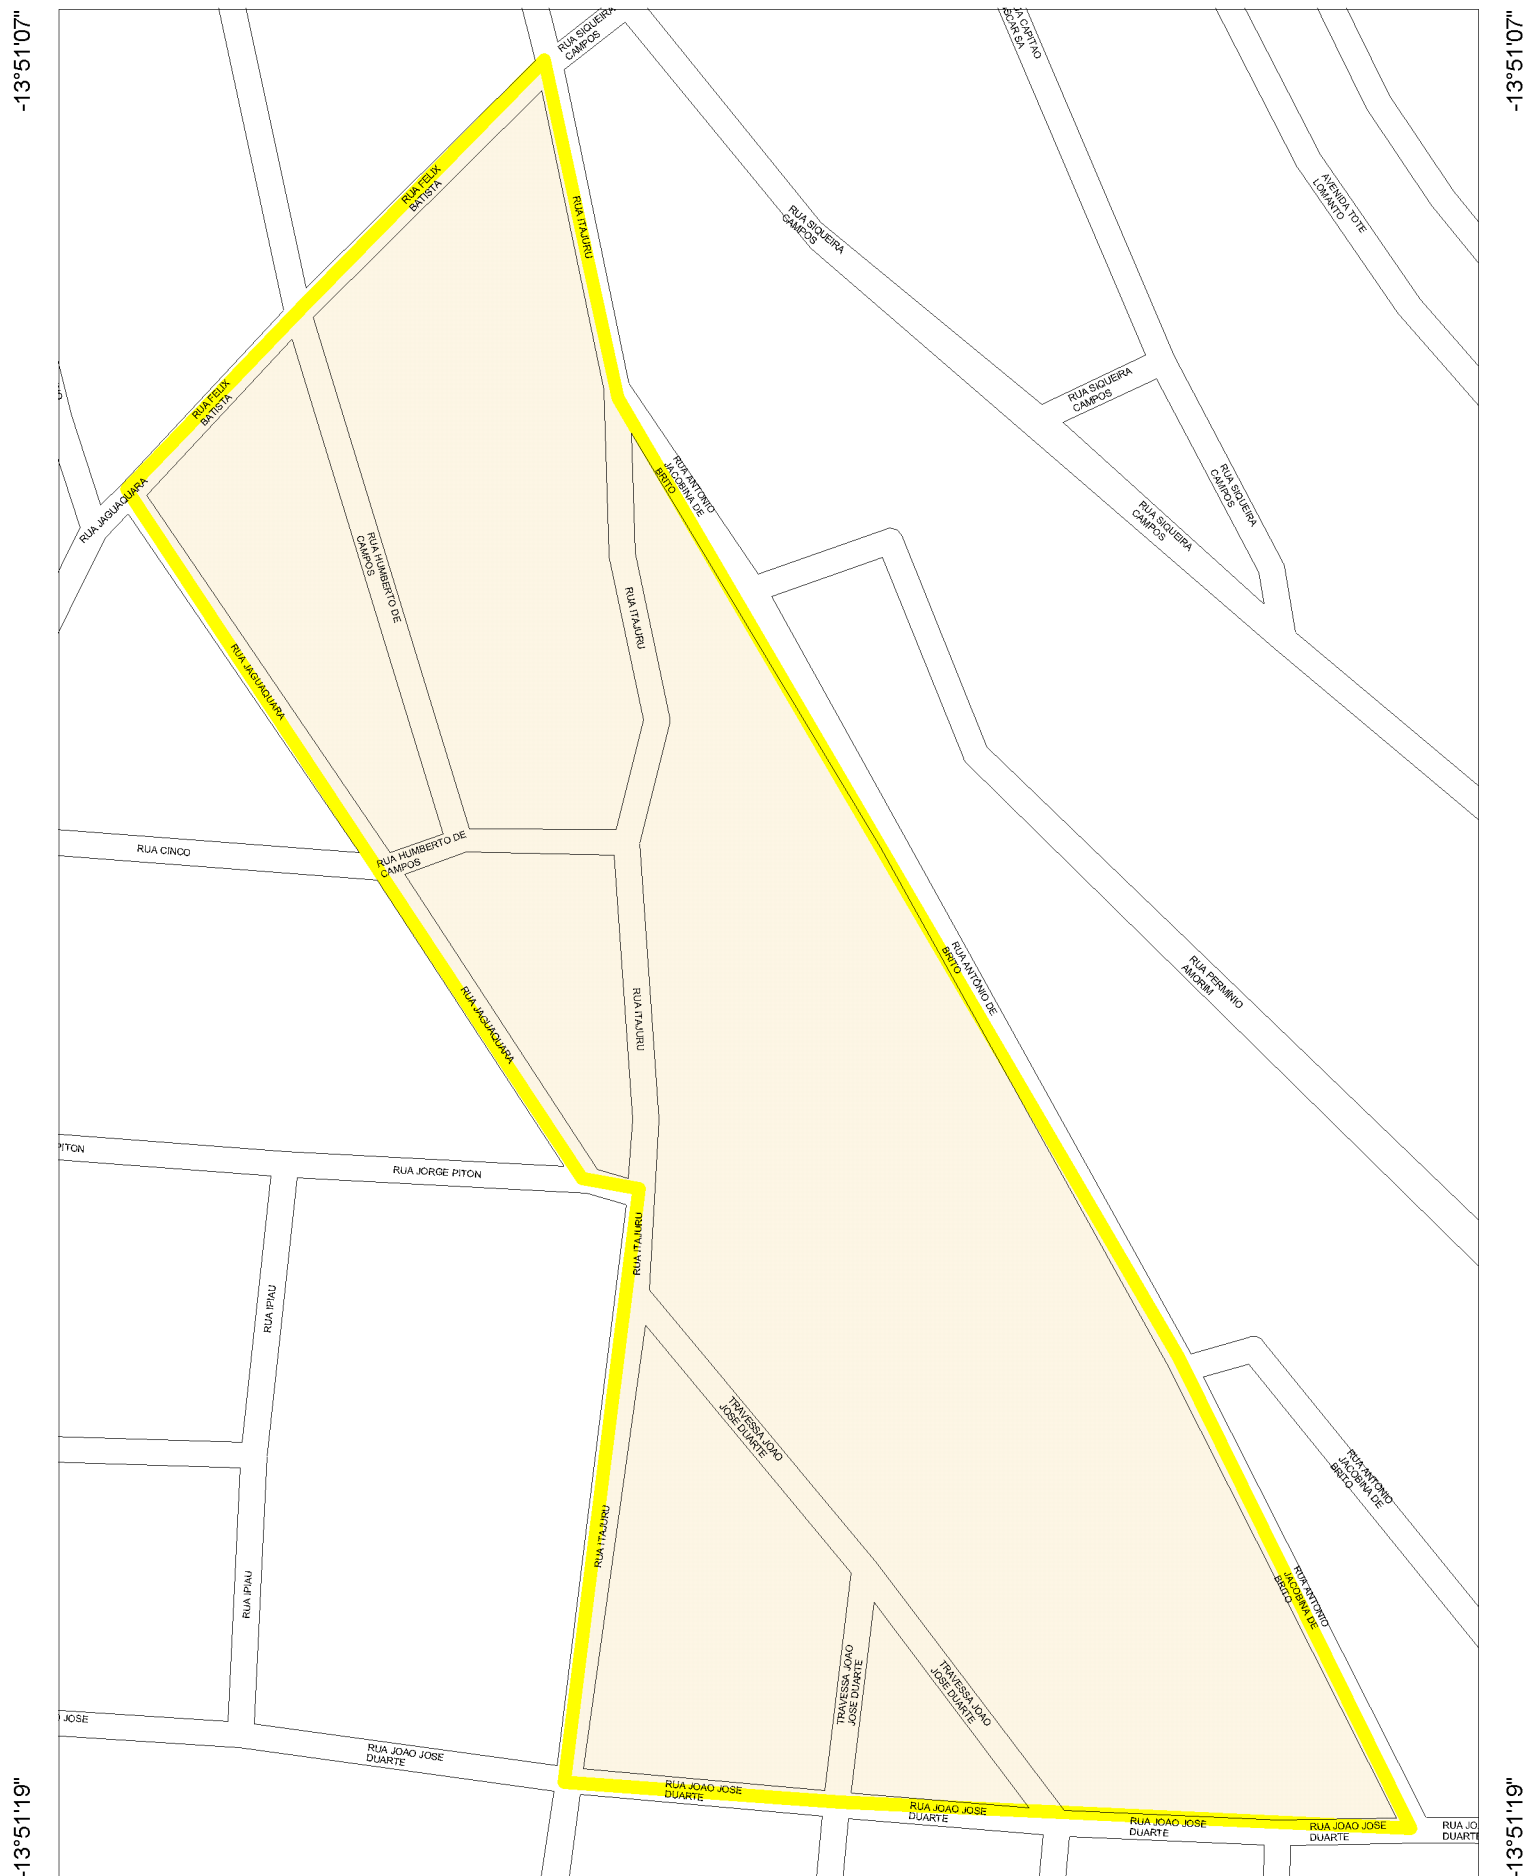 -13°51'07"
-13°51'07"
RUA SIQUEIRA
CAMPOS
RUA FELIX
BATISTA
RUA ITAJURU
RUA SIQUEIRA
CAMPOS
AVENIDA TOTE
LOMANTO
RUA SIQUEIRA
CAMPOS
RUA FELIX
BATISTA
RUA ANTONIO
JACOBINA DE
BRITO
RUA SIQUEIRA
CAMPOS
RUA SIQUEIRA
CAMPOS
RUA JAGUAQUARA
RUA HUMBERTO DE
CAMPOS
RUA ITAJURU
RUA JAGUAQUARA
RUA CINCO
RUA HUMBERTO DE
CAMPOS
RUA ANTONIO DE
BRITO
RUA PERMÍNIO
AMORIM
RUA JAGUAQUARA
RUA ITAJURU
PITON
RUA JORGE PITON
RUA ITAJURU
RUA IPIAU
TRAVESSA JOAO
JOSE DUARTE
RUA ANTONIO
JACOBINA DE
BRITO
RUA ITAJURU
RUA IPIAU
RUA ANTONIO
JACOBINA DE
BRITO
TRAVESSA JOAO
JOSE DUARTE
TRAVESSA JOAO
JOSE DUARTE
JOSE
RUA JOAO JOSE
DUARTE
RUA JOAO JOSE
DUARTE
RUA JOAO JOSE
DUARTE
RUA JOAO JOSE
DUARTE
RUA JOAO JOSE
DUARTE
RUA JO
DUART
-13°51'19"
-13°51'19"